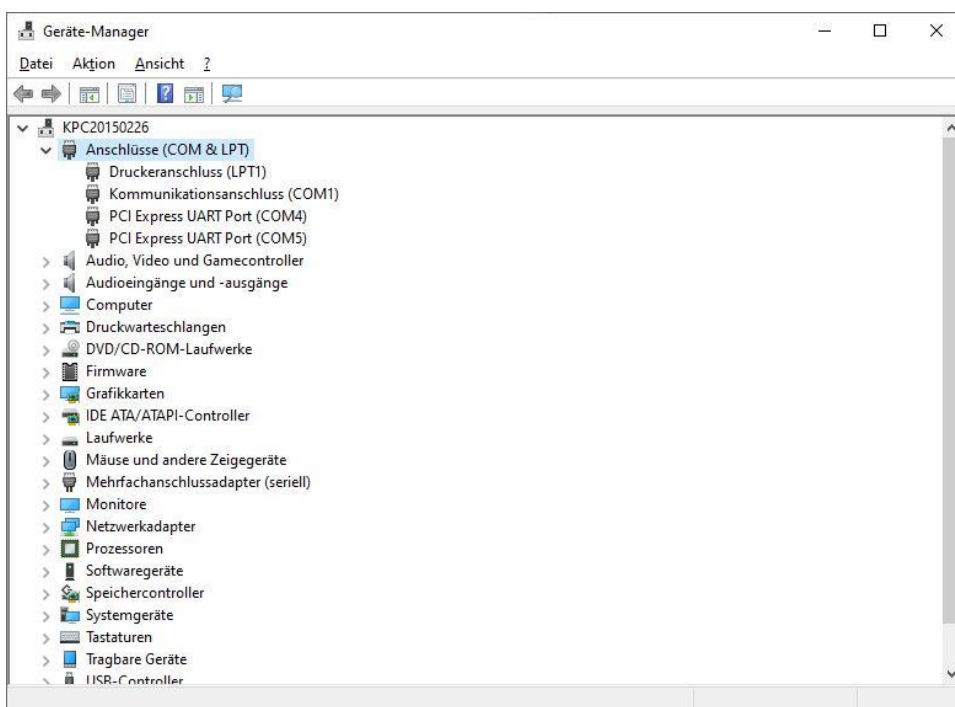 Geräte-Manager
Datei Aktion Ansicht ?
KPC20150226
Anschlüsse (COM & LPT)
Druckeranschluss (LPT1)
Kommunikationsanschluss (COM1)
PCI Express UART Port (COM4)
PCI Express UART Port (COM5)
Audio, Video und Gamecontroller
Audioeingänge und -ausgänge
Computer
Druckwarteschlangen
DVD/CD-ROM-Laufwerke
Firmware
Grafikkarten
IDE ATA/ATAPI-Controller
Laufwerke
Mäuse und andere Zeigegeräte
Mehrfachanschlussadapter (seriell)
Monitore
Netzwerkadapter
Prozessoren
Softwaregeräte
Speichercontroller
Systemgeräte
Tastaturen
Tragbare Geräte
USB-Controller